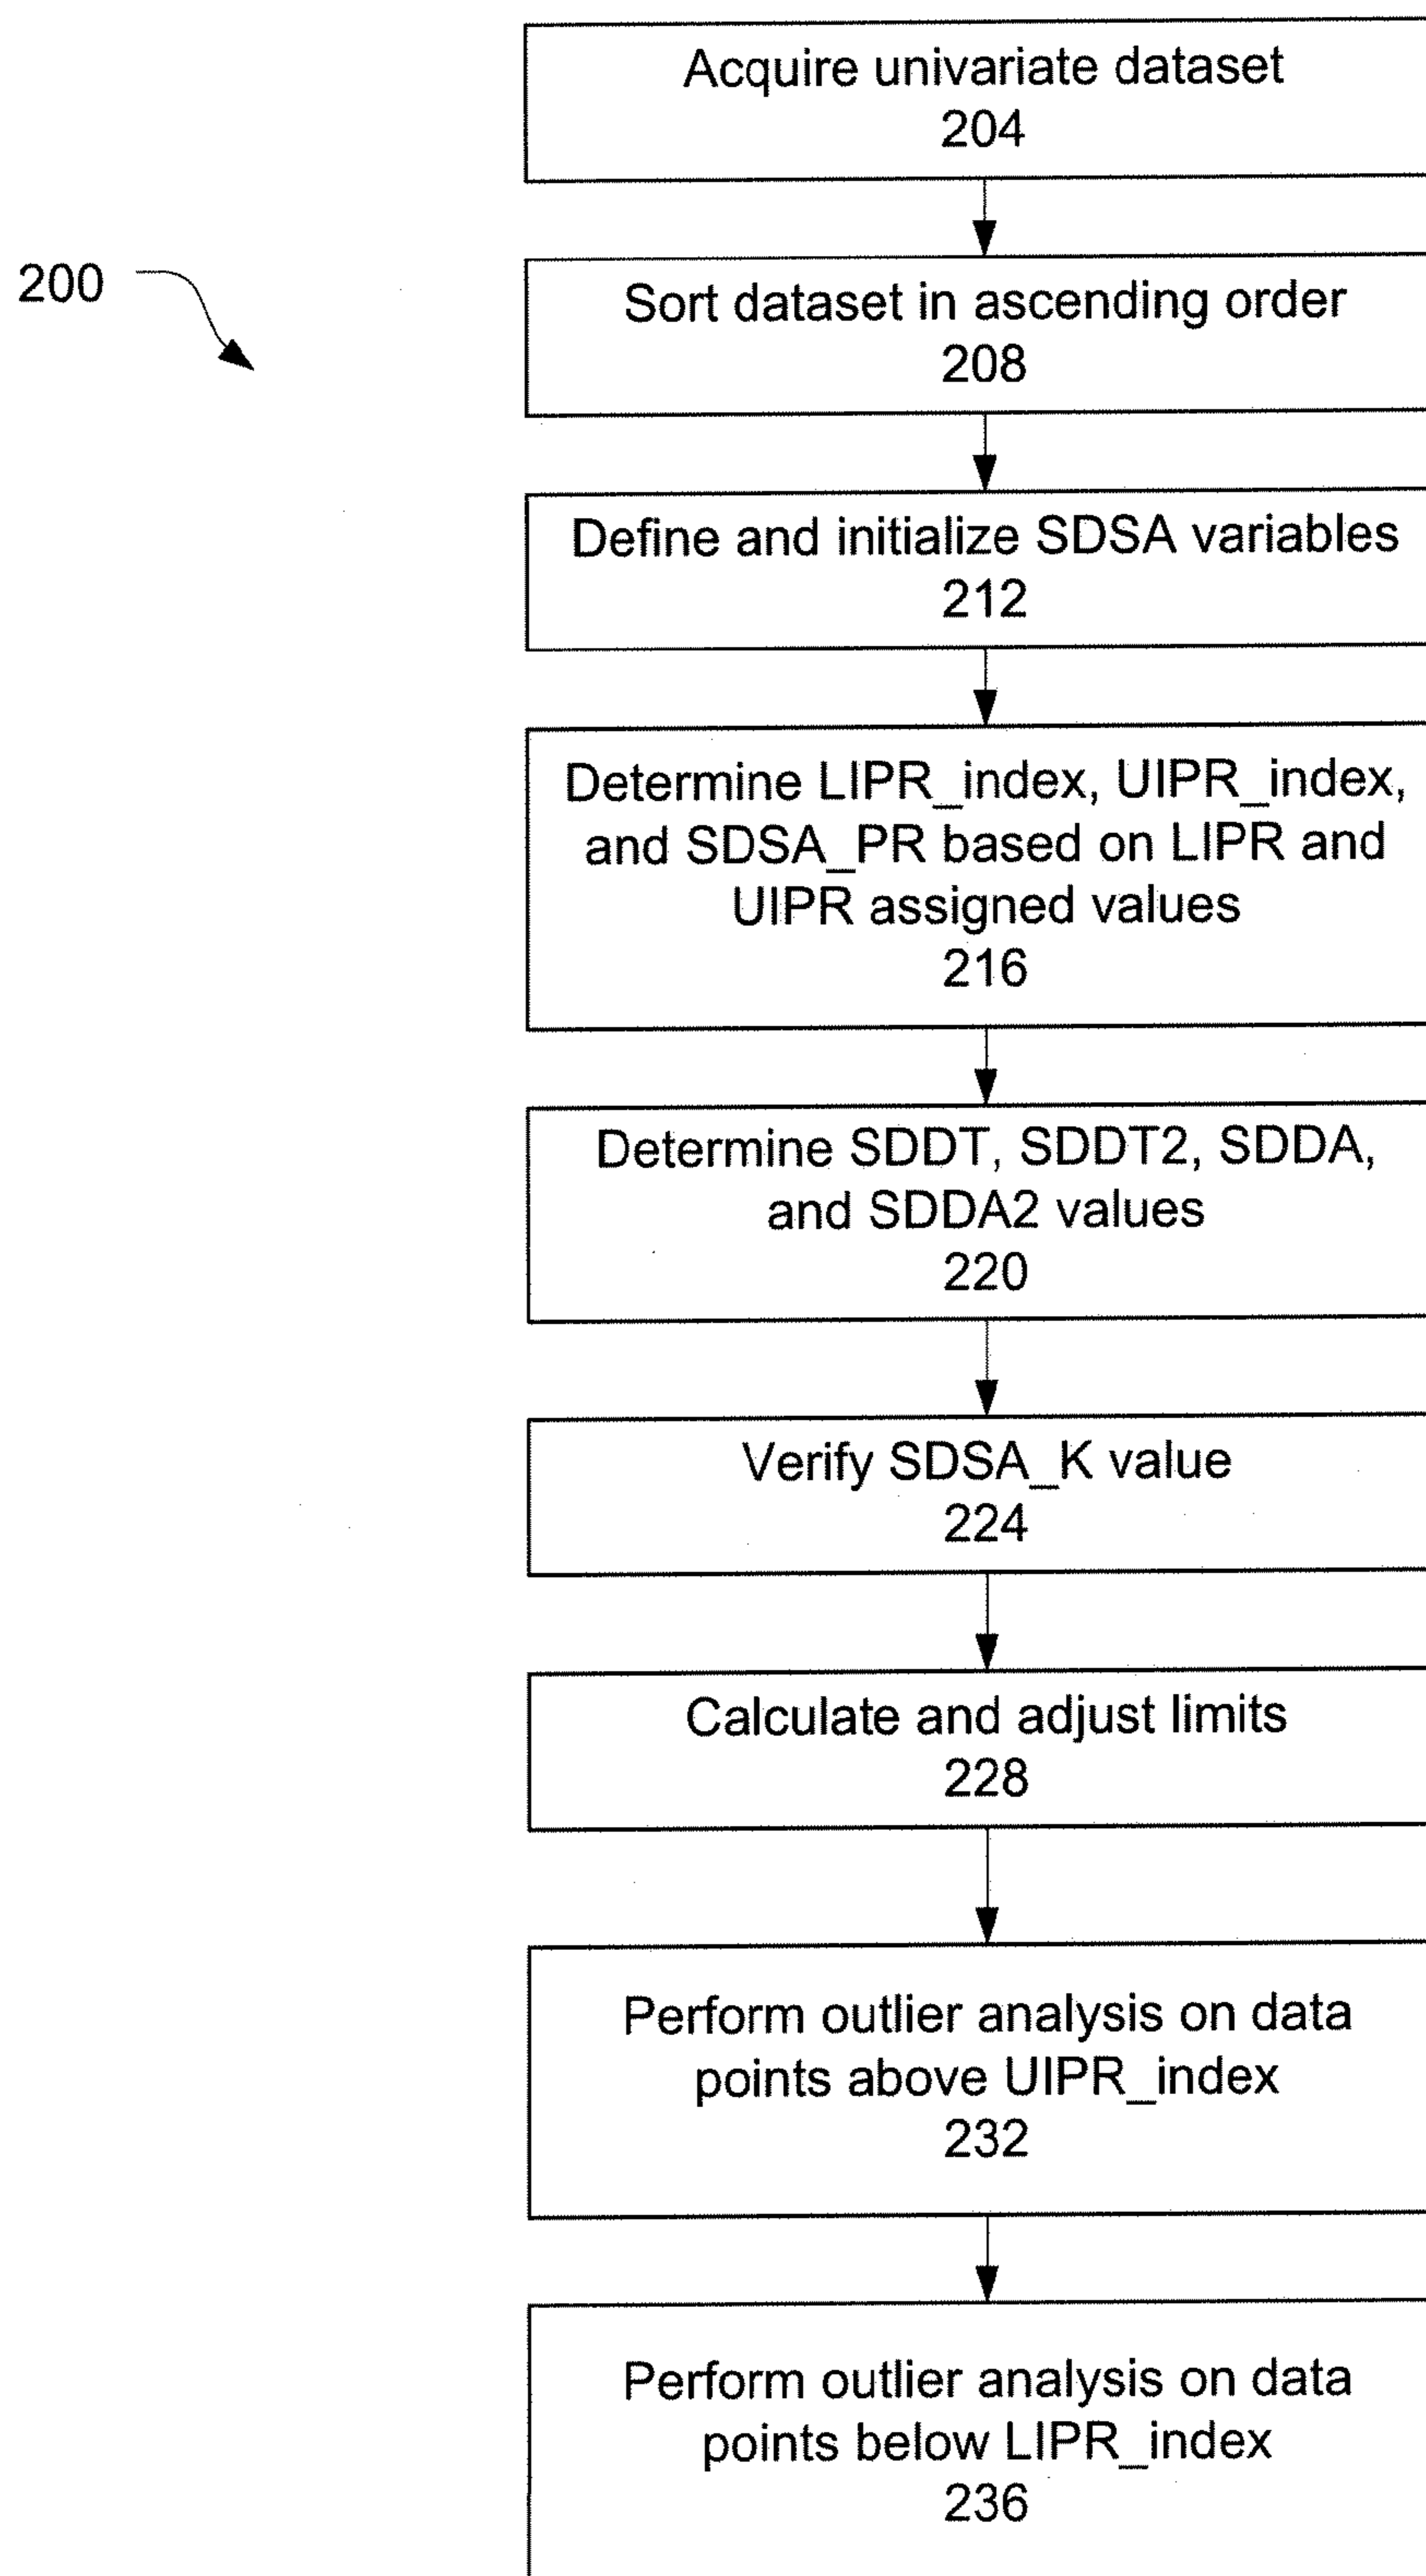 Acquire univariate dataset
204
200
Sort dataset in ascending order
208
Define and initialize SDSA variables
212
Determine LIPR_index, UIPR_index,
and SDSA_PR based on LIPR and
UIPR assigned values
216
Determine SDDT, SDDT2, SDDA,
and SDDA2 values
220
Verify SDSA_K value
224
Calculate and adjust limits
228
Perform outlier analysis on data
points above UIPR_index
232
Perform outlier analysis on data
points below LIPR_index
236